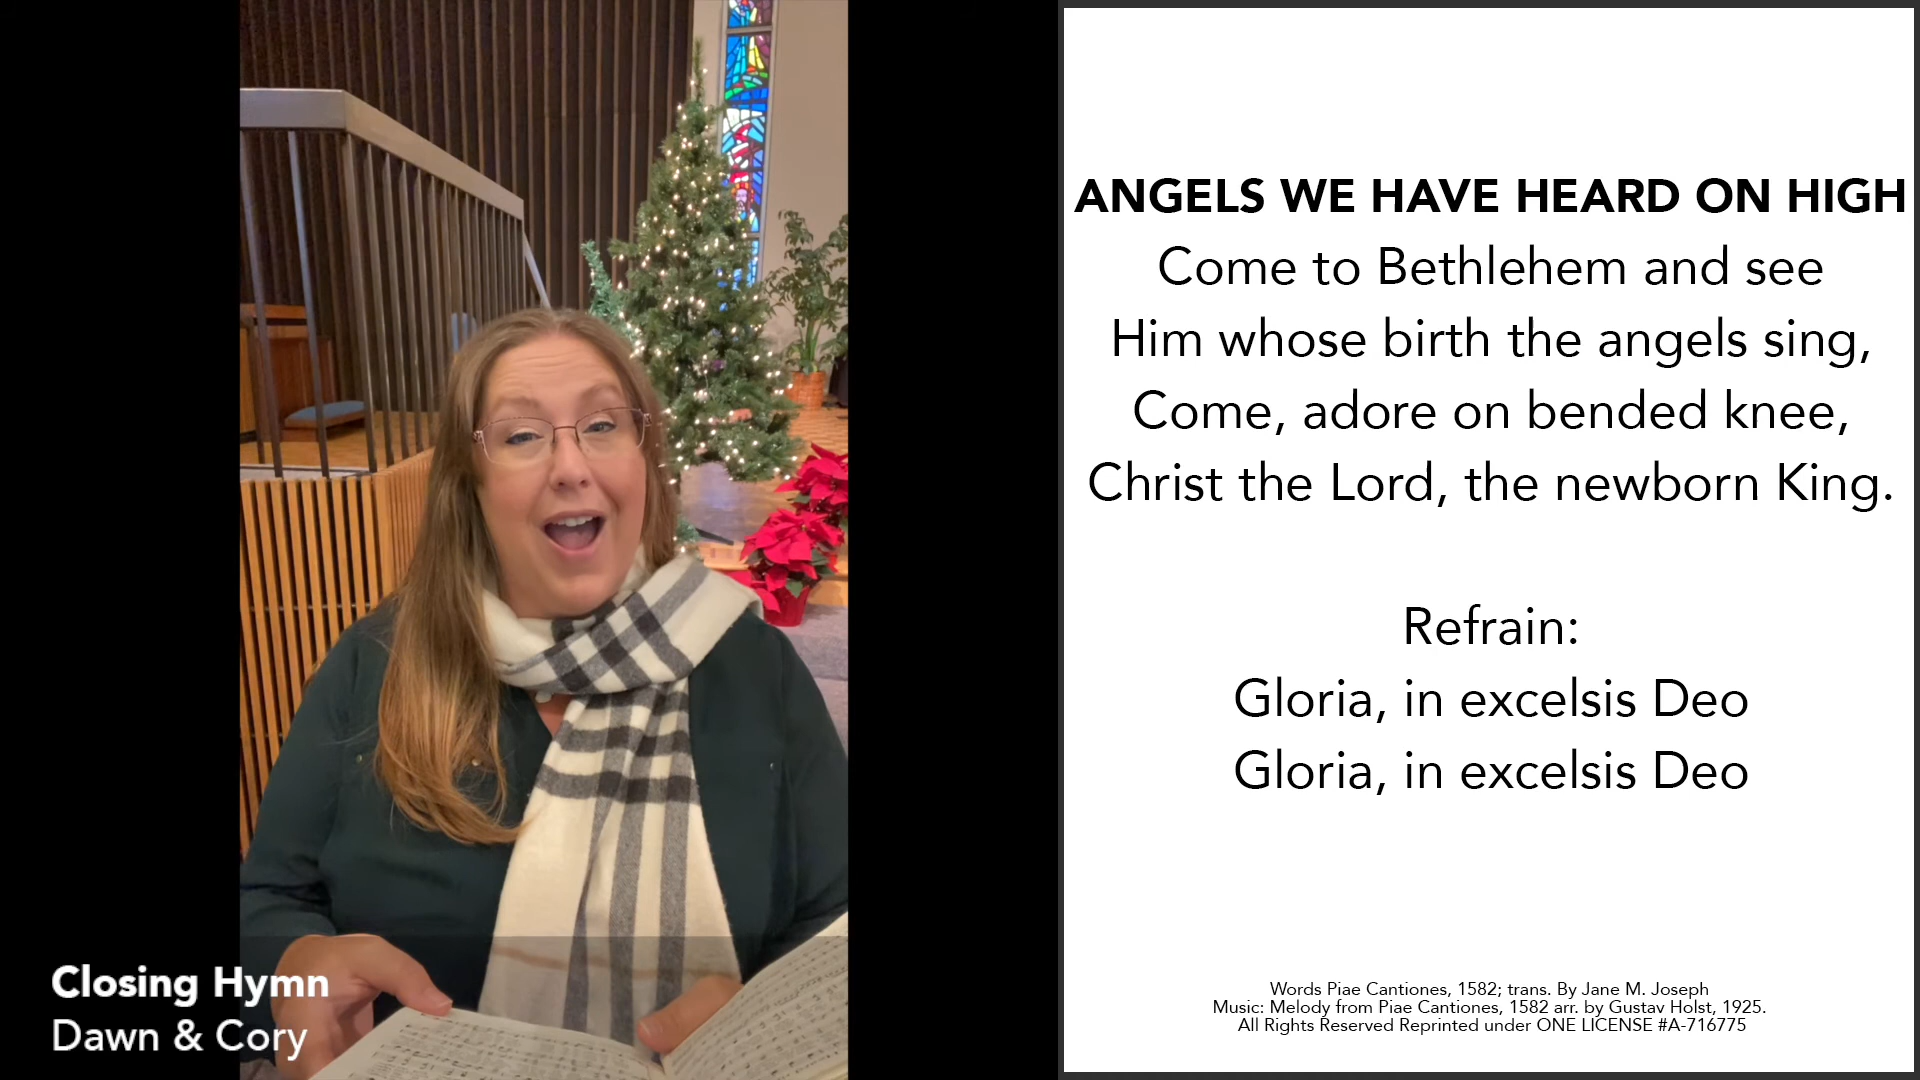 Closing Hymn
Dawn & Cory
ANGELS WE HAVE HEARD ON HIGH
Come to Bethlehem and see
Him whose birth the angels sing,
Come, adore on bended knee,
Christ the Lord, the newborn King.
Refrain:
Gloria, in excelsis Deo
Gloria, in excelsis Deo
Words Piae Cantiones, 1582; trans. By Jane M. Joseph
Music: Melody from Piae Cantiones, 1582 arr. by Gustav Holst, 1925.
All Rights Reserved Reprinted under ONE LICENSE #A-716775